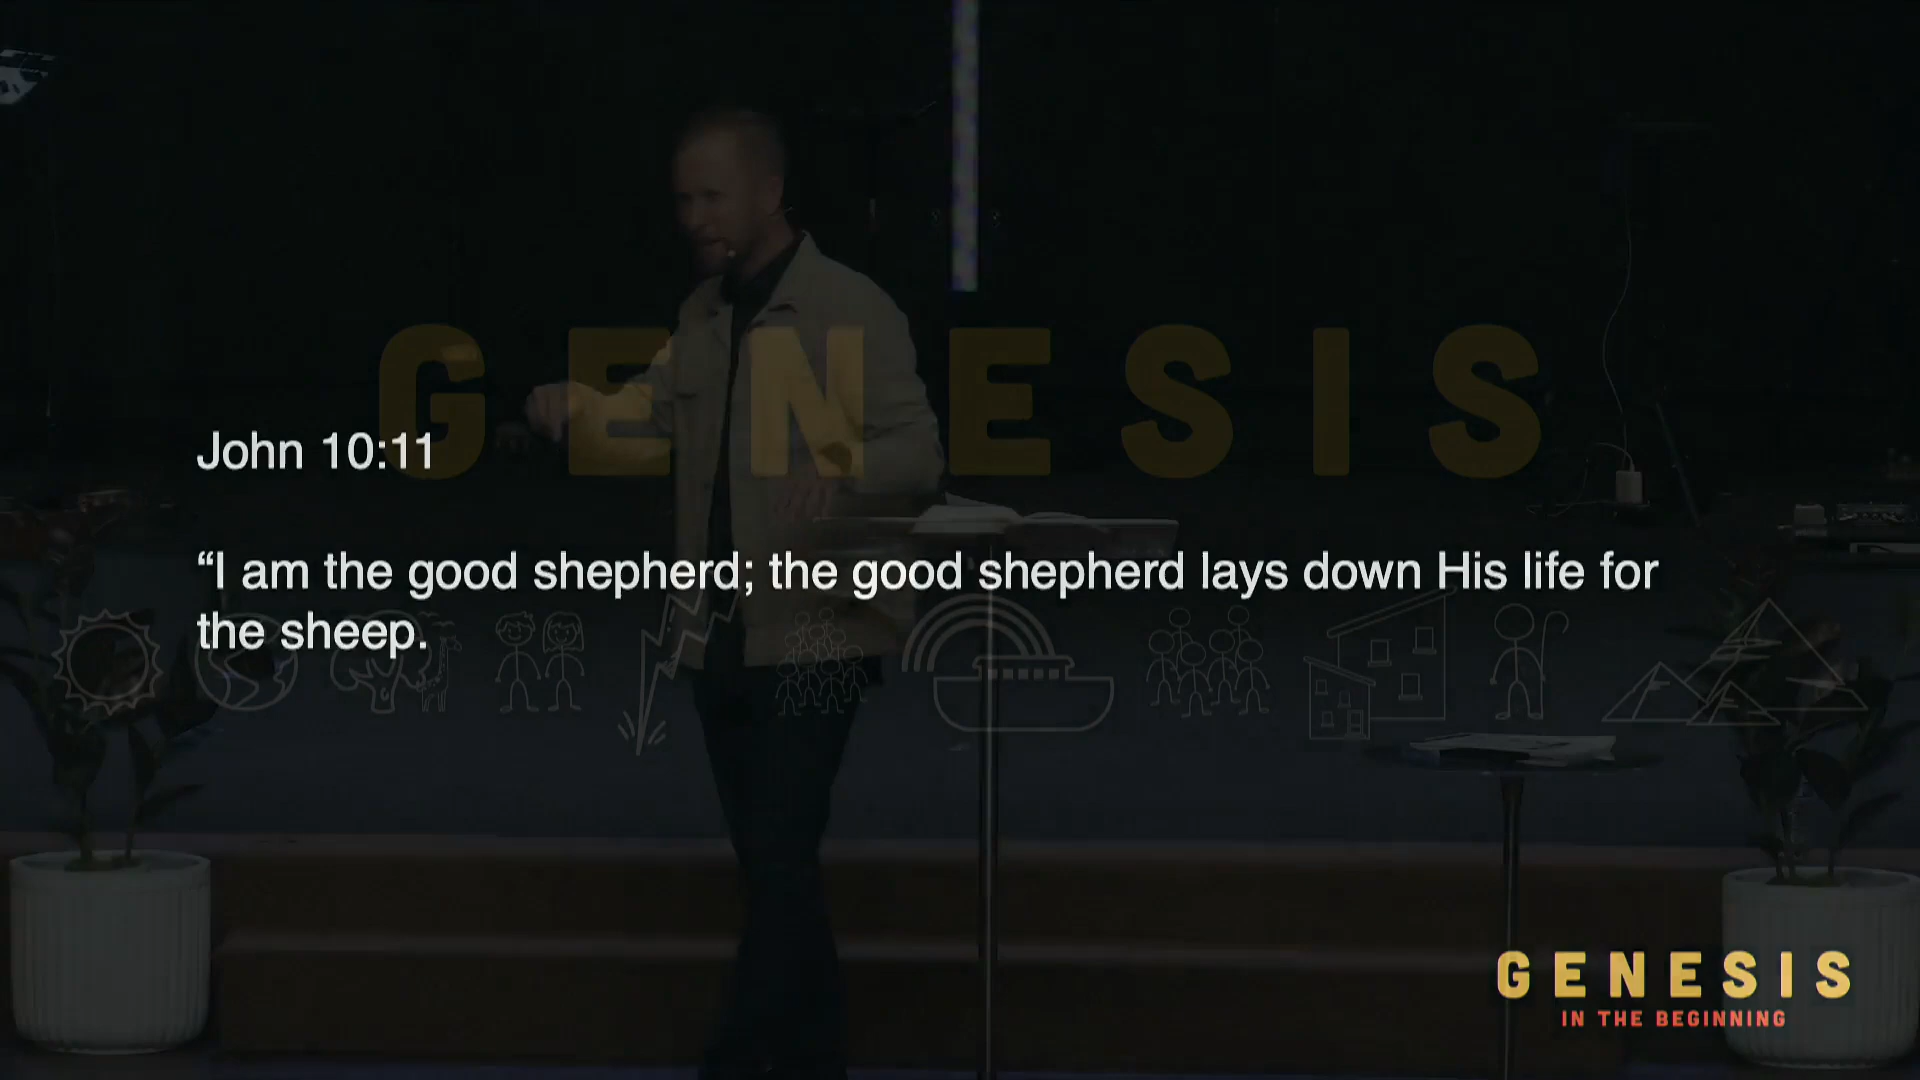 GENESIS
John 10:11
“I am the good shepherd; the good shepherd lays down His life for
the sheep.
GENESIS
IN THE BEGINNING